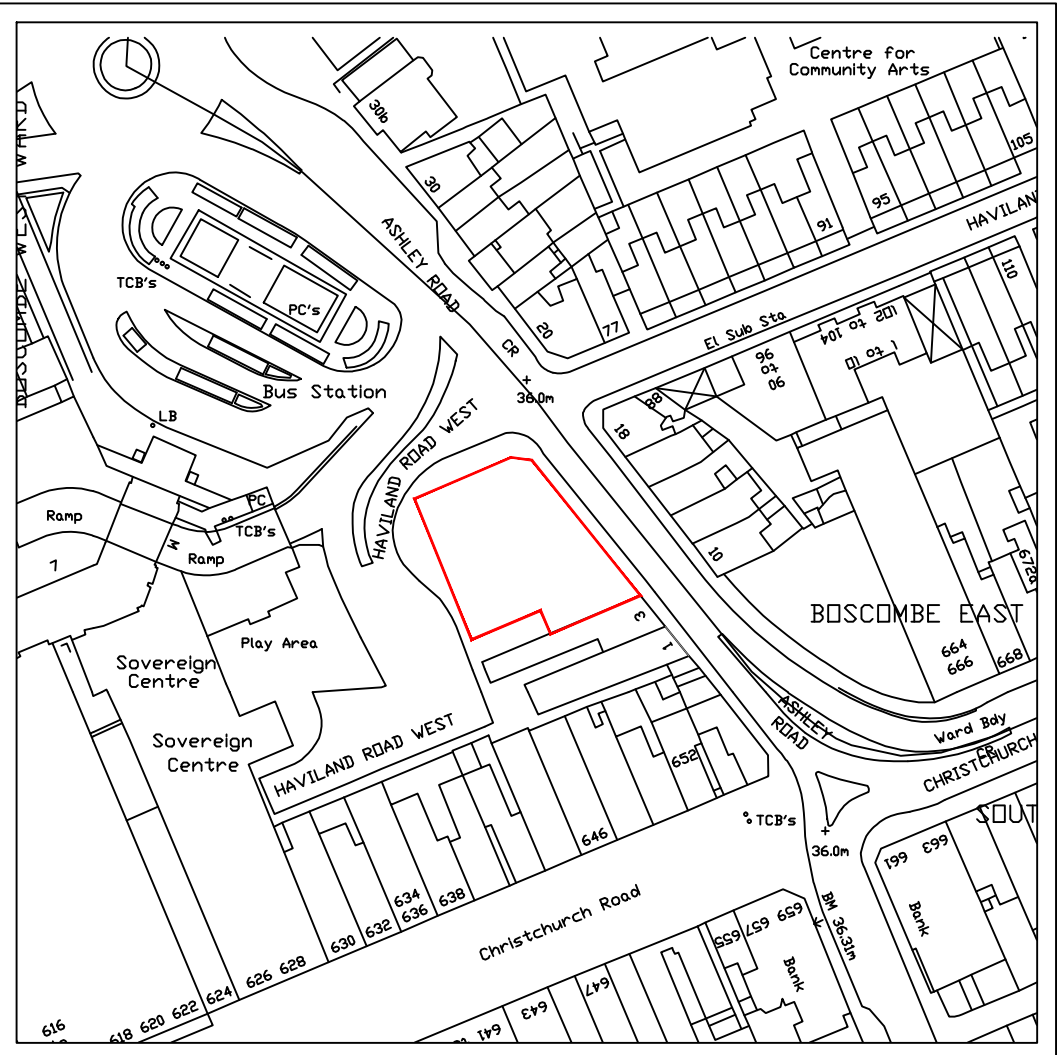 Centre for
Community Arts
30b
30
105
95
91
HAVILAN
ASHLEY ROAD
BOSCOMBE WEST WARD
TCB's
PC's
110
El Sub Sta
77
20
CR
36.0m
102 to 104
1 to 10
96
to
90
88
18
Bus Station
LB
HAVILAND ROAD WEST
PC
TCB's
Ramp
Ramp
M
7
10
672a
BOSCOMBE EAST
664
666
668
3
1
Play Area
Sovereign
Centre
L
Sovereign
Centre
HAVILAND ROAD WEST
ASHLEY
ROAD
Ward Bdy
CR
CHRISTCHURCH
652
TCB's
SOUT
36.0m
646
661
663
634
636
638
632
630
Christchurch Road
BM 36.31m
Bank
659
657
655
Bank
626
628
624
622
620
618
616
647
643
641